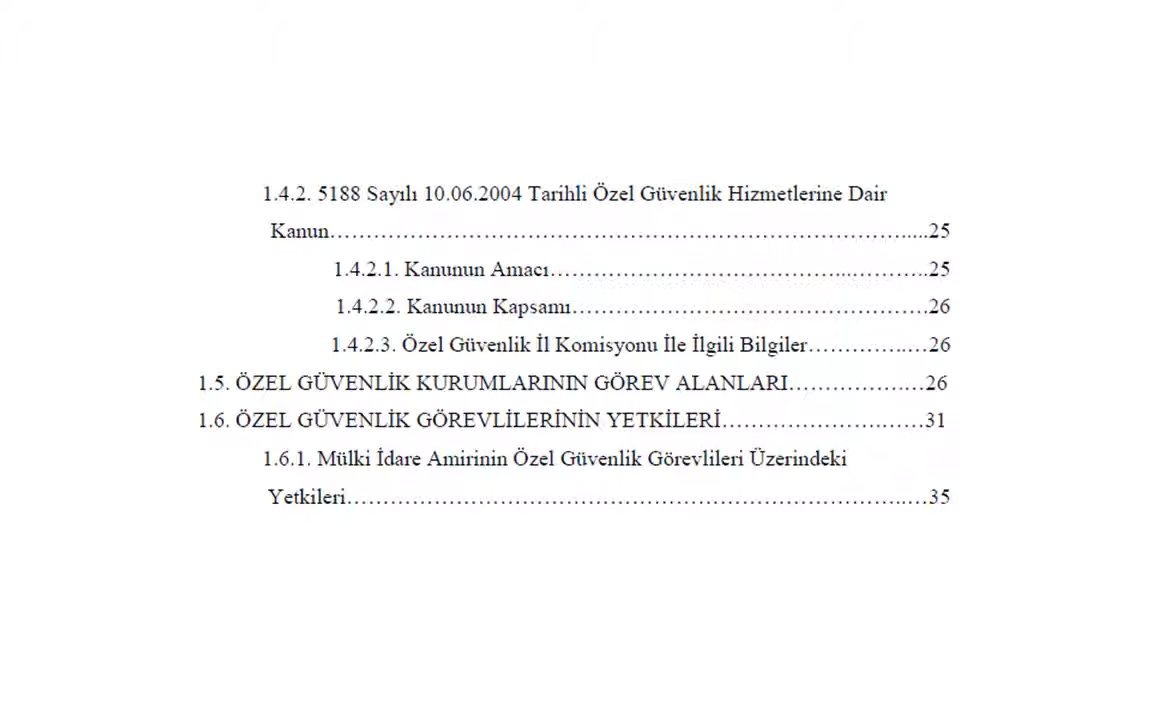 1.4.2. 5188 Sayılı 10.06.2004 Tarihli Özel Güvenlik Hizmetlerine Dair
Kanun……………………………………………………………………….....25
1.4.2.1. Kanunun Amacı…………………………………...………..25
1.4.2.2. Kanunun Kapsamı………………………………………….26
1.4.2.3. Özel Güvenlik İl Komisyonu İle İlgili Bilgiler…………..…26
1.5. ÖZEL GÜVENLİK KURUMLARININ GÖREV ALANLARI…………….…26
1.6. ÖZEL GÜVENLİK GÖREVLİLERİNİN YETKİLERİ………………….……31
1.6.1. Mülki İdare Amirinin Özel Güvenlik Görevlileri Üzerindeki
Yetkileri…………………………………………………………………..…35